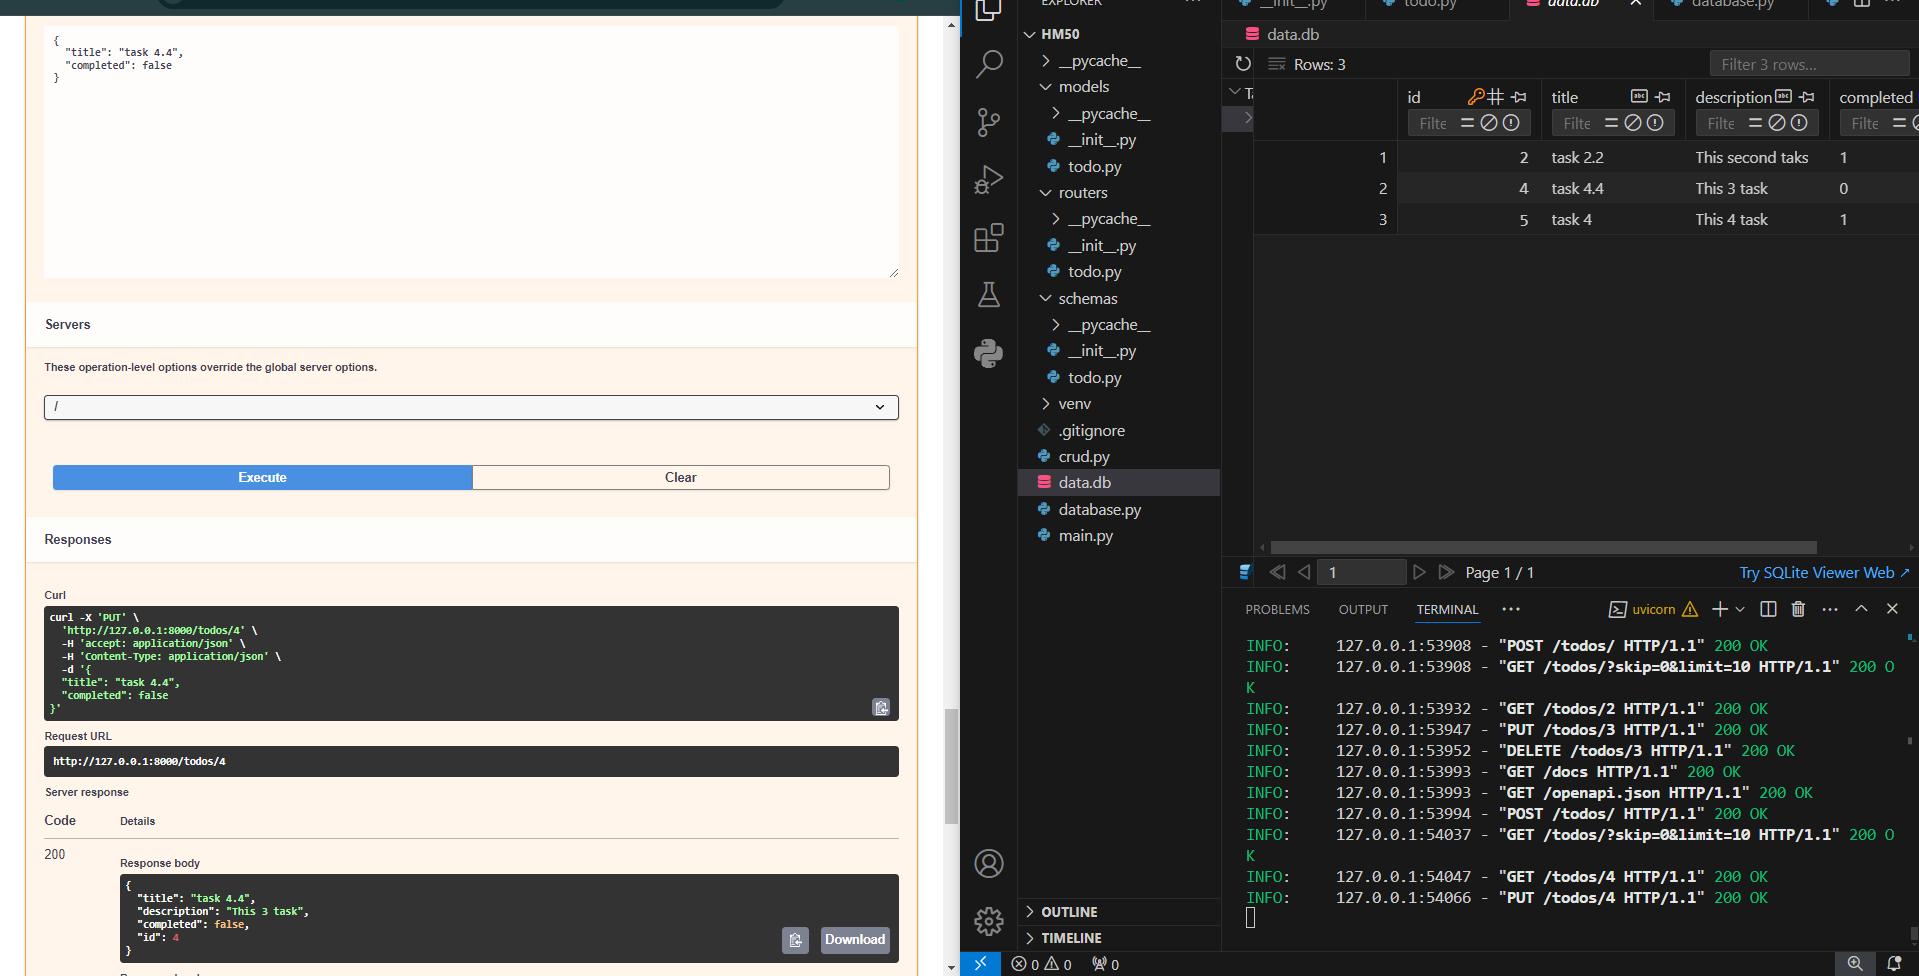 {
"title": "task 4.4",
"completed": false
}
Servers
These operation-level options override the global server options.
/
Execute
Clear
Responses
Curl
curl -X 'PUT' \
'http://127.0.0.1:8000/todos/4' \
-H 'accept: application/json' \
-H 'Content-Type: application/json' \
-d '{
"title": "task 4.4",
"completed": false
}'
Request URL
http://127.0.0.1:8000/todos/4
Server response
Code Details
200
Response body
{
"title": "task 4.4",
"description": "This 3 task",
"completed": false,
"id": 4
}
Download
EXPLORER
HM50
__pycache__
models
__pycache__
__init__.py
todo.py
routers
__pycache__
__init__.py
todo.py
schemas
__pycache__
__init__.py
todo.py
venv
.gitignore
crud.py
data.db
database.py
main.py
OUTLINE
TIMELINE
__init__.py todo.py data.db database.py
data.db
Rows: 3 Filter 3 rows...
id title description completed
Filte Filte Filte Filte
1 2 task 2.2 This second taks 1
2 4 task 4.4 This 3 task 0
3 5 task 4 This 4 task 1
1 Page 1 / 1 Try SQLite Viewer Web
PROBLEMS OUTPUT TERMINAL uvicorn
INFO: 127.0.0.1:53908 - "POST /todos/ HTTP/1.1" 200 OK
INFO: 127.0.0.1:53908 - "GET /todos/?skip=0&limit=10 HTTP/1.1" 200 O
K
INFO: 127.0.0.1:53932 - "GET /todos/2 HTTP/1.1" 200 OK
INFO: 127.0.0.1:53947 - "PUT /todos/3 HTTP/1.1" 200 OK
INFO: 127.0.0.1:53952 - "DELETE /todos/3 HTTP/1.1" 200 OK
INFO: 127.0.0.1:53993 - "GET /docs HTTP/1.1" 200 OK
INFO: 127.0.0.1:53993 - "GET /openapi.json HTTP/1.1" 200 OK
INFO: 127.0.0.1:53994 - "POST /todos/ HTTP/1.1" 200 OK
INFO: 127.0.0.1:54037 - "GET /todos/?skip=0&limit=10 HTTP/1.1" 200 O
K
INFO: 127.0.0.1:54047 - "GET /todos/4 HTTP/1.1" 200 OK
INFO: 127.0.0.1:54066 - "PUT /todos/4 HTTP/1.1" 200 OK
0 0 0